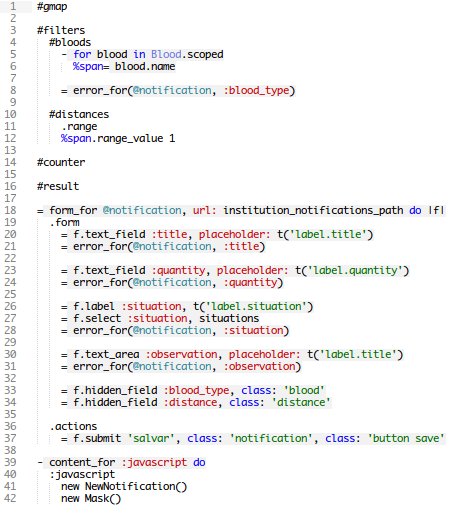 1 #gmap
2
3 #filters
4   #bloods
5     - for blood in Blood.scoped
6       %span= blood.name
7
8     = error_for(@notification, :blood_type)
9
10   #distances
11     .range
12     %span.range_value 1
13
14 #counter
15
16 #result
17
18 = form_for @notification, url: institution_notifications_path do |f|
19   .form
20     = f.text_field :title, placeholder: t('label.title')
21     = error_for(@notification, :title)
22
23     = f.text_field :quantity, placeholder: t('label.quantity')
24     = error_for(@notification, :quantity)
25
26     = f.label :situation, t('label.situation')
27     = f.select :situation, situations
28     = error_for(@notification, :situation)
29
30     = f.text_area :observation, placeholder: t('label.title')
31     = error_for(@notification, :observation)
32
33     = f.hidden_field :blood_type, class: 'blood'
34     = f.hidden_field :distance, class: 'distance'
35
36   .actions
37     = f.submit 'salvar', class: 'notification', class: 'button save'
38
39 - content_for :javascript do
40   :javascript
41     new NewNotification()
42     new Mask()